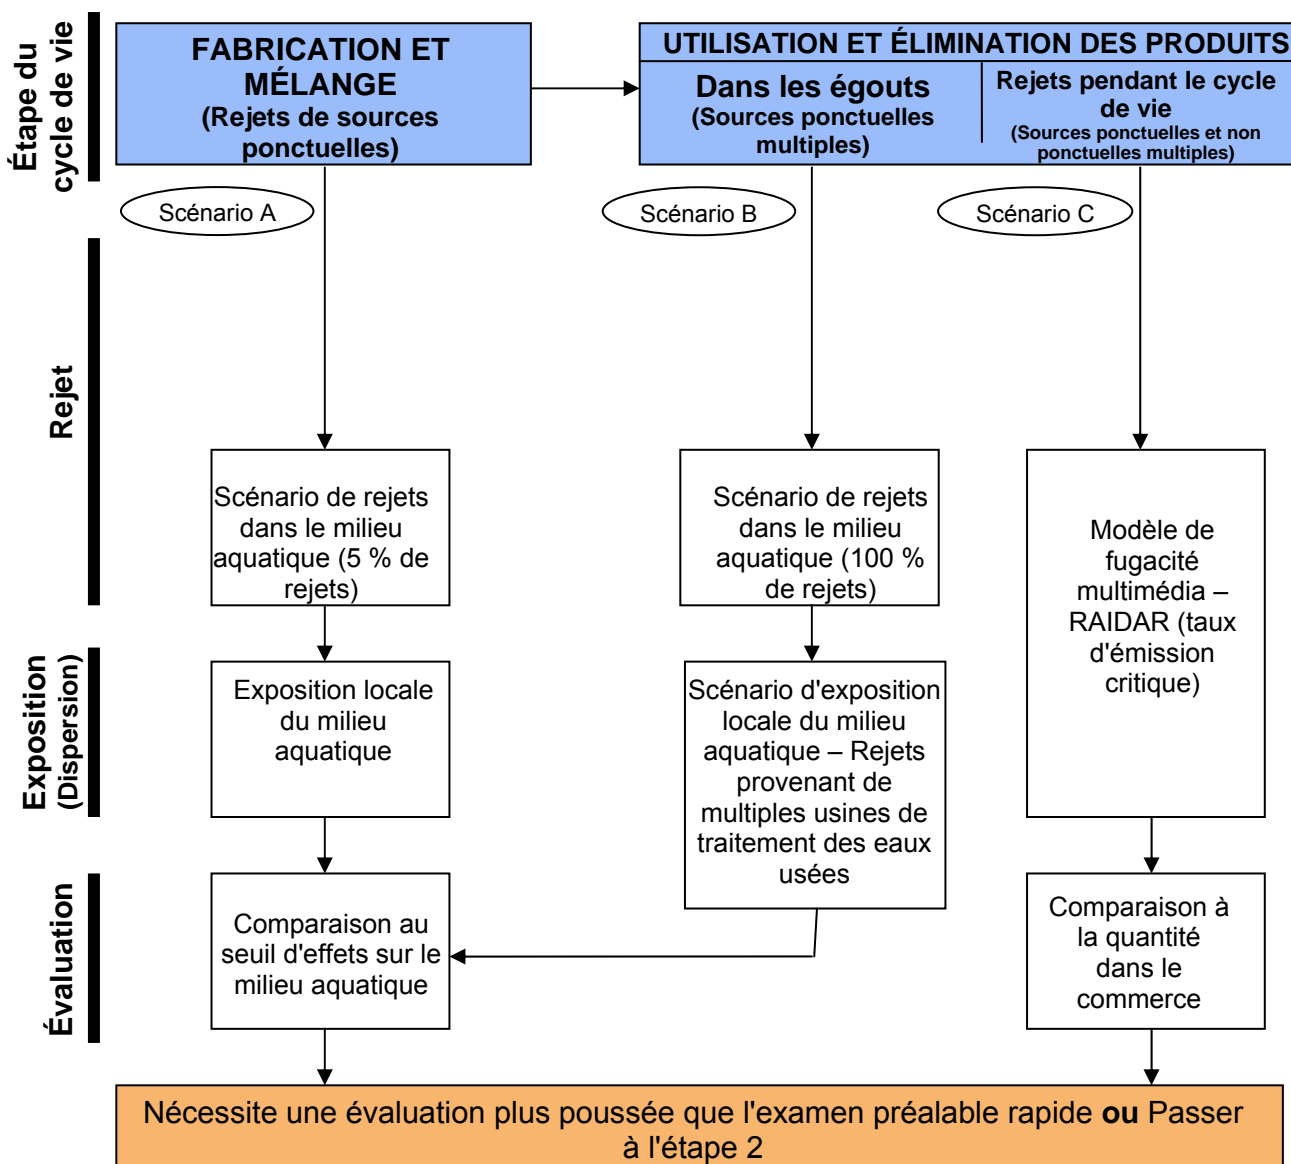 Étape du
cycle de vie
FABRICATION ET
MÉLANGE
(Rejets de sources
ponctuelles)
UTILISATION ET ÉLIMINATION DES PRODUITS
Dans les égouts
(Sources ponctuelles
multiples)
Rejets pendant le cycle
de vie
(Sources ponctuelles et non
ponctuelles multiples)
Scénario A
Scénario B
Scénario C
Rejet
Scénario de rejets
dans le milieu
aquatique (5 % de
rejets)
Scénario de rejets
dans le milieu
aquatique (100 %
de rejets)
Modèle de
fugacité
multimédia –
RAIDAR (taux
d'émission
critique)
Exposition
(Dispersion)
Exposition locale
du milieu
aquatique
Scénario d'exposition
locale du milieu
aquatique – Rejets
provenant de
multiples usines de
traitement des eaux
usées
Évaluation
Comparaison au
seuil d'effets sur le
milieu aquatique
Comparaison à
la quantité
dans le
commerce
Nécessite une évaluation plus poussée que l'examen préalable rapide ou Passer
à l'étape 2